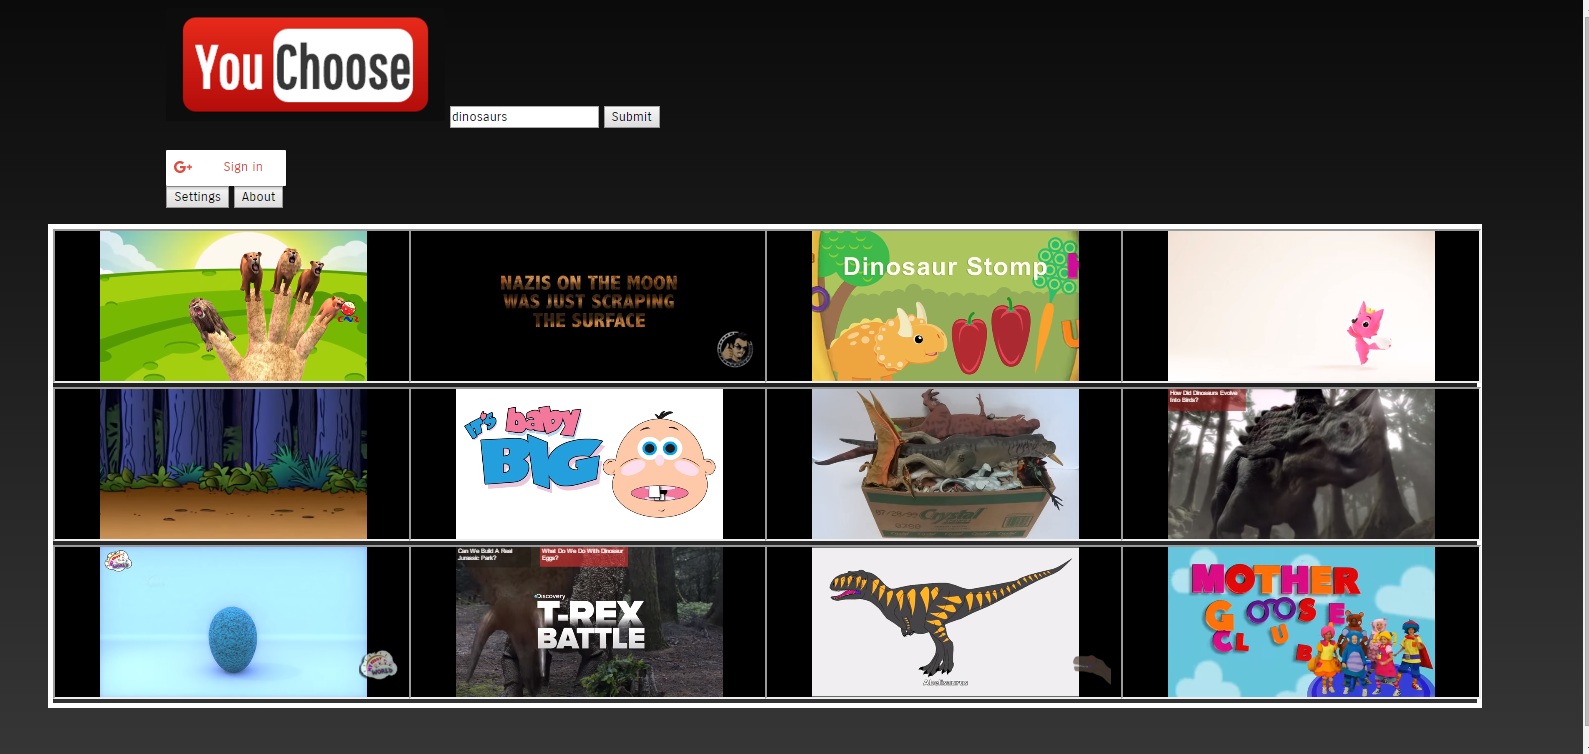 You Choose
dinosaurs
Submit
G+ Sign in
Settings
About
NAZIS ON THE MOON
WAS JUST SCRAPING
THE SURFACE
Dinosaur Stomp
IT'S baby
BIG
Crystal
How Did Dinosaurs Evolve
Into Birds?
WORLD
Can We Build A Real
Jurassic Park?
What Do We Do With Dinosaur
Eggs?
Discovery
T-REX
BATTLE
Abelisaurus
MOTHER
GOOSE
CLUB